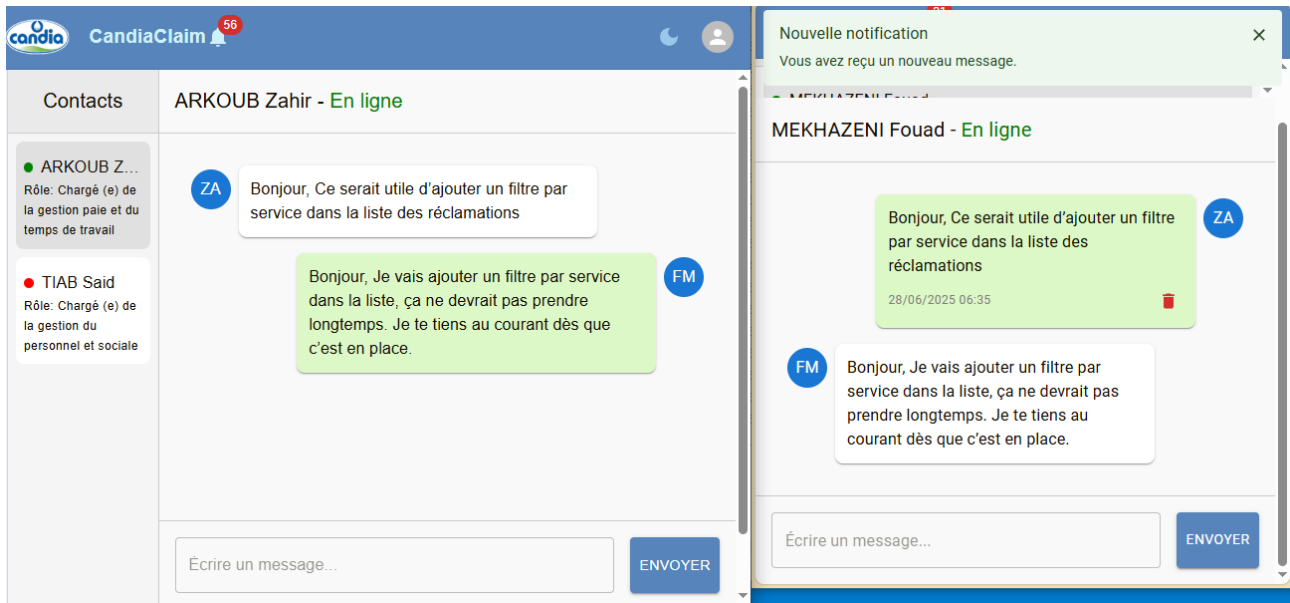 candia
CandiaClaim
56
Contacts
ARKOUB Z...
Rôle: Chargé (e) de
la gestion paie et du
temps de travail
TIAB Said
Rôle: Chargé (e) de
la gestion du
personnel et sociale
ARKOUB Zahir - En ligne
ZA
Bonjour, Ce serait utile d’ajouter un filtre par
service dans la liste des réclamations
Bonjour, Je vais ajouter un filtre par service
dans la liste, ça ne devrait pas prendre
longtemps. Je te tiens au courant dès que
c’est en place.
FM
Écrire un message...
ENVOYER
Nouvelle notification
Vous avez reçu un nouveau message.
MEKHAZENI Fouad
MEKHAZENI Fouad - En ligne
Bonjour, Ce serait utile d’ajouter un filtre
par service dans la liste des
réclamations
28/06/2025 06:35
ZA
FM
Bonjour, Je vais ajouter un filtre par
service dans la liste, ça ne devrait pas
prendre longtemps. Je te tiens au
courant dès que c’est en place.
Écrire un message...
ENVOYER